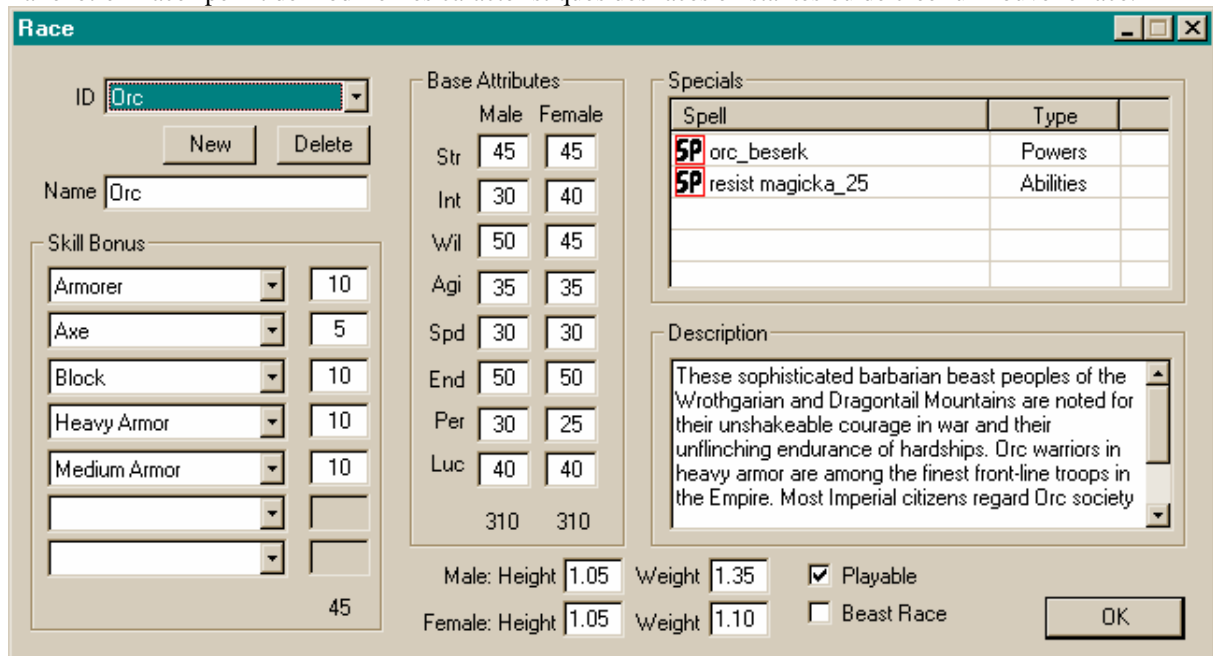 Race
ID Orc
New Delete
Name Orc
Skill Bonus
Armorer 10
Axe 5
Block 10
Heavy Armor 10
Medium Armor 10
45
Base Attributes
Male Female
Str 45 45
Int 30 40
Wil 50 45
Agi 35 35
Spd 30 30
End 50 50
Per 30 25
Luc 40 40
310 310
Specials
Spell Type
SP orc_beserk Powers
SP resist magicka_25 Abilities
Description
These sophisticated barbarian beast peoples of the
Wrothgarian and Dragontail Mountains are noted for
their unshakeable courage in war and their
unflinching endurance of hardships. Orc warriors in
heavy armor are among the finest front-line troops in
the Empire. Most Imperial citizens regard Orc society
Male: Height 1.05 Weight 1.35
Female: Height 1.05 Weight 1.10
Playable
Beast Race
OK